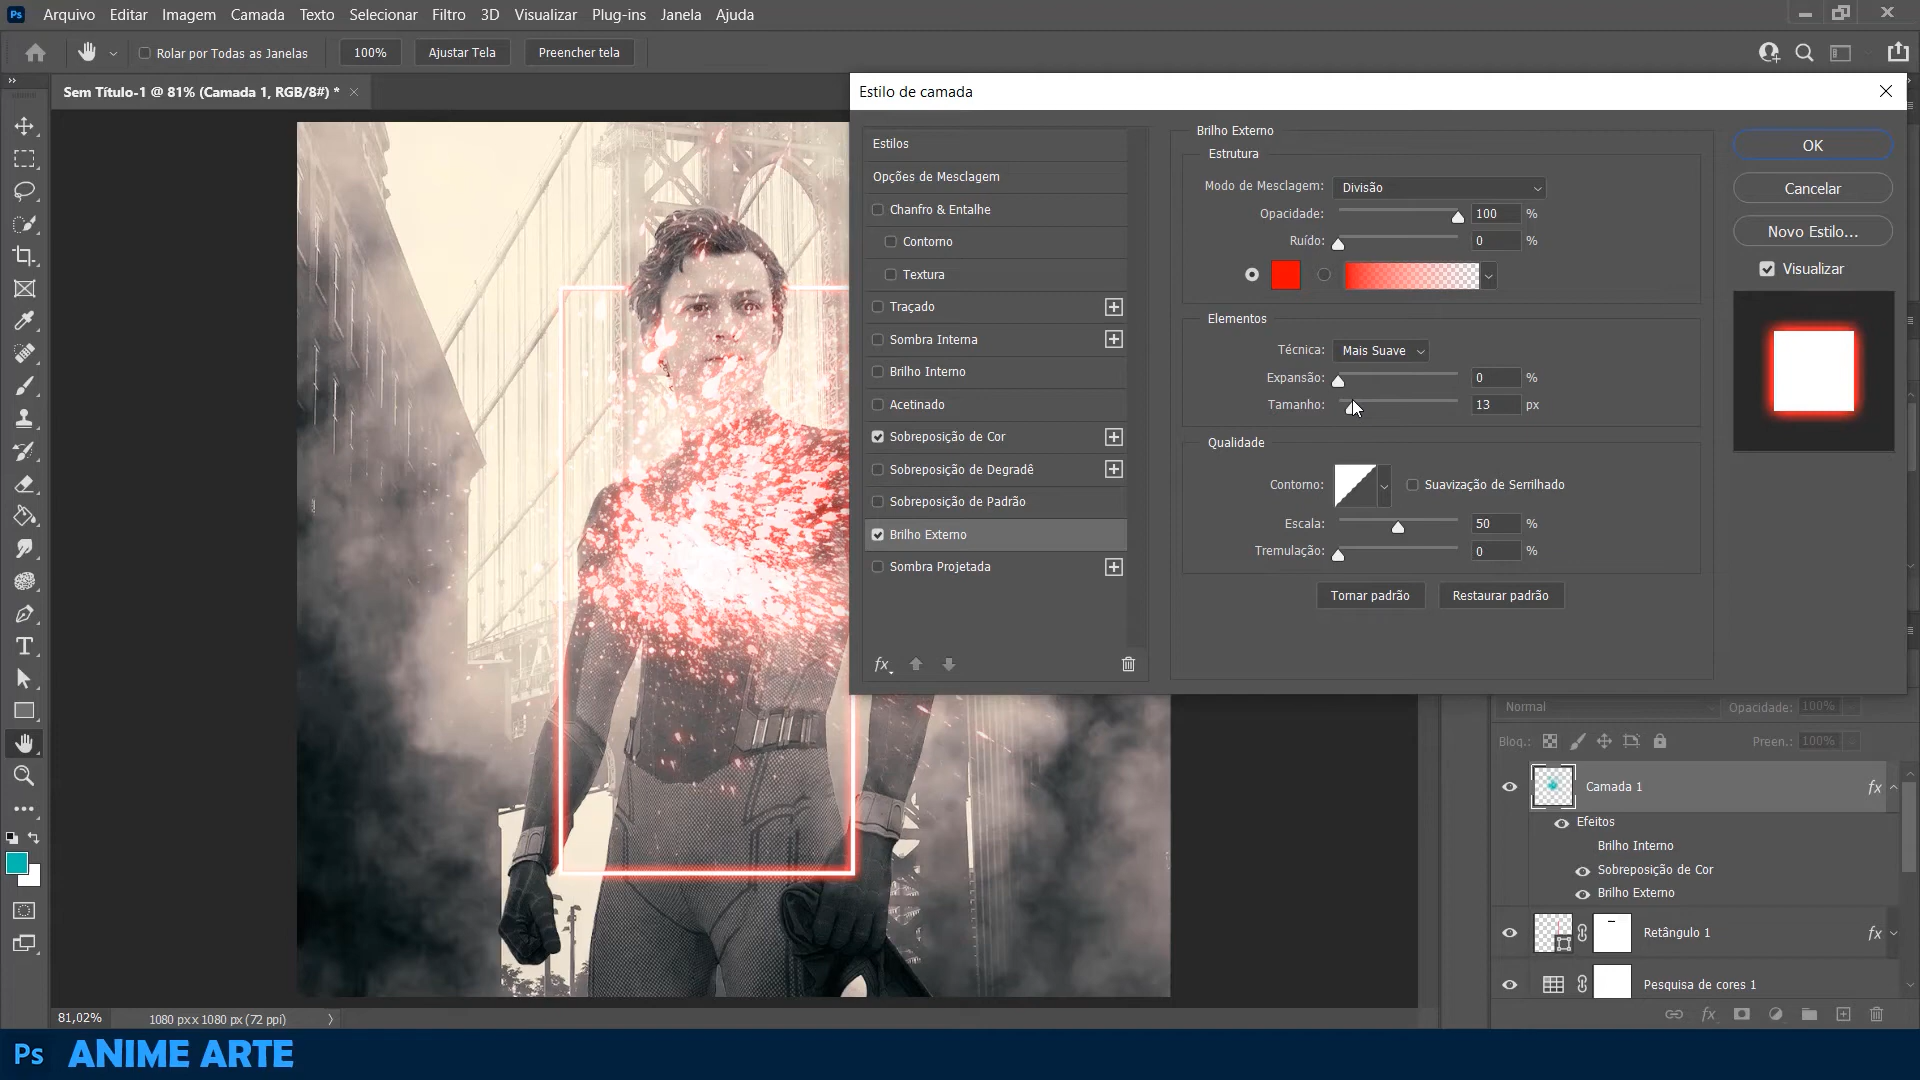 Ps Arquivo Editar Imagem Camada Texto Selecionar Filtro 3D Visualizar Plug-ins Janela Ajuda
Rolar por Todas as Janelas 100% Ajustar Tela Preencher tela
Sem Título-1 @ 81% (Camada 1, RGB/8#) *
Estilo de camada
Estilos
Opções de Mesclagem
Chanfro & Entalhe
Contorno
Textura
Traçado
Sombra Interna
Brilho Interno
Acetinado
Sobreposição de Cor
Sobreposição de Degradê
Sobreposição de Padrão
Brilho Externo
Sombra Projetada
fx
Brilho Externo
Estrutura
Modo de Mesclagem: Divisão
Opacidade: 100 %
Ruído: 0 %
Elementos
Técnica: Mais Suave
Expansão: 0 %
Tamanho: 13 px
Qualidade
Contorno: Suavização de Serrilhado
Escala: 50 %
Tremulação: 0 %
Tornar padrão Restaurar padrão
OK
Cancelar
Novo Estilo...
Visualizar
Normal Opacidade: 100%
Bloq.: Preen.: 100%
Camada 1 fx
Efeitos
Brilho Interno
Sobreposição de Cor
Brilho Externo
Retângulo 1 fx
Pesquisa de cores 1
fx
81,02% 1080 px x 1080 px (72 ppi)
Ps ANIME ARTE